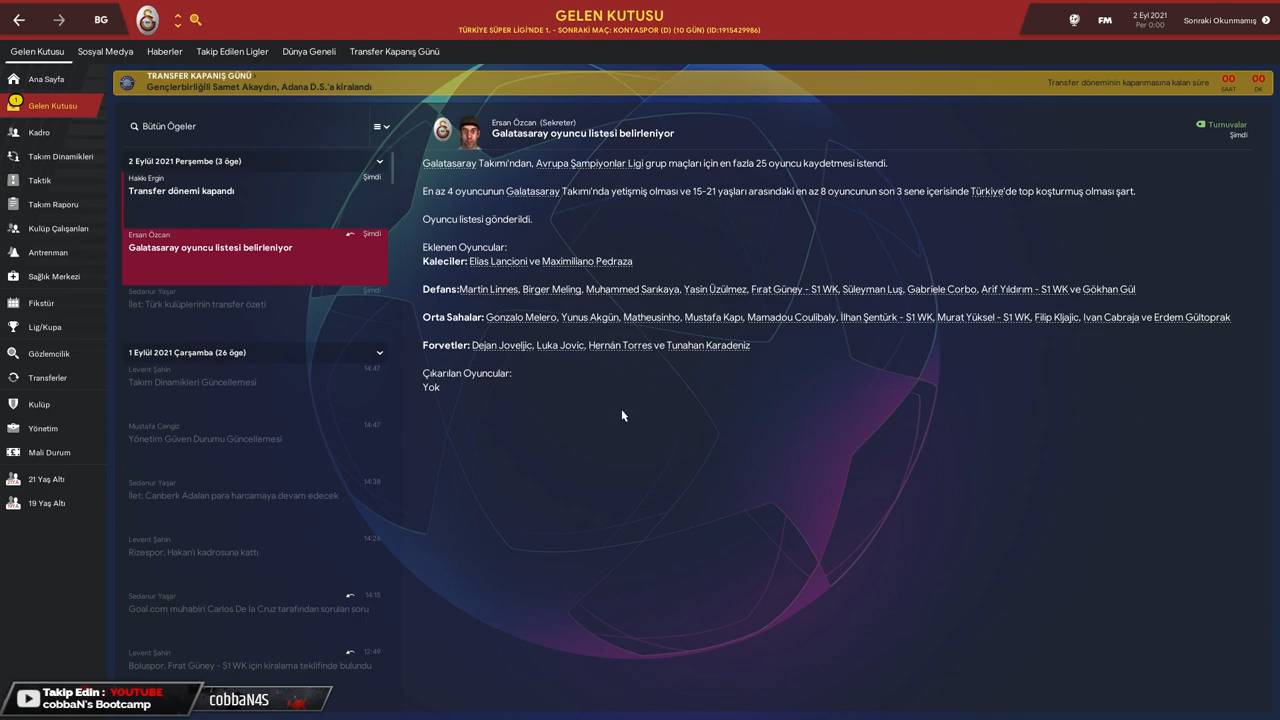 BG
GELEN KUTUSU
TÜRKİYE SÜPER LİGİ'NDE 1. - SONRAKİ MAÇ: KONYASPOR (D) (10 GÜN) (ID:1915429986)
FM
2 Eyl 2021
Per 0:00
Sonraki Okunmamış
Gelen Kutusu
Sosyal Medya
Haberler
Takip Edilen Ligler
Dünya Geneli
Transfer Kapanış Günü
Ana Sayfa
1
Gelen Kutusu
Kadro
Takım Dinamikleri
Taktik
Takım Raporu
Kulüp Çalışanları
Antrenman
Sağlık Merkezi
Fikstür
Lig/Kupa
Gözlemcilik
Transferler
Kulüp
Yönetim
Mali Durum
21 Yaş Altı
19 Yaş Altı
TRANSFER KAPANIŞ GÜNÜ
Gençlerbirliğili Samet Akaydın, Adana D.S.'a kiralandı
Transfer döneminin kapanmasına kalan süre
00
SAAT
00
DK
Bütün Ögeler
2 Eylül 2021 Perşembe (3 öge)
Hakkı Ergin
Şimdi
Transfer dönemi kapandı
Ersan Özcan
Şimdi
Galatasaray oyuncu listesi belirleniyor
Sedanur Yaşar
Şimdi
İlet: Türk kulüplerinin transfer özeti
1 Eylül 2021 Çarşamba (26 öge)
Levent Şahin
14:47
Takım Dinamikleri Güncellemesi
Mustafa Cengiz
14:47
Yönetim Güven Durumu Güncellemesi
Sedanur Yaşar
14:38
İlet: Canberk Adalan para harcamaya devam edecek
Levent Şahin
14:26
Rizespor, Hakan'ı kadrosuna kattı
Sedanur Yaşar
14:15
Goal.com muhabiri Carlos De la Cruz tarafından sorulan soru
Levent Şahin
12:49
Boluspor, Fırat Güney - S1 WK için kiralama teklifinde bulundu
Ersan Özcan (Sekreter)
Galatasaray oyuncu listesi belirleniyor
Turnuvalar
Şimdi
Galatasaray Takımı'ndan, Avrupa Şampiyonlar Ligi grup maçları için en fazla 25 oyuncu kaydetmesi istendi.
En az 4 oyuncunun Galatasaray Takımı'nda yetişmiş olması ve 15-21 yaşları arasındaki en az 8 oyuncunun son 3 sene içerisinde Türkiye'de top koşturmuş olması şart.
Oyuncu listesi gönderildi.
Eklenen Oyuncular:
Kaleciler: Elias Lancioni ve Maximiliano Pedraza
Defans:Martin Linnes, Birger Meling, Muhammed Sarıkaya, Yasin Üzülmez, Fırat Güney - S1 WK, Süleyman Luş, Gabriele Corbo, Arif Yıldırım - S1 WK ve Gökhan Gül
Orta Sahalar: Gonzalo Melero, Yunus Akgün, Matheusinho, Mustafa Kapı, Mamadou Coulibaly, İlhan Şentürk - S1 WK, Murat Yüksel - S1 WK, Filip Kljajic, Ivan Cabraja ve Erdem Gültoprak
Forvetler: Dejan Joveljic, Luka Jovic, Hernán Torres ve Tunahan Karadeniz
Çıkarılan Oyuncular:
Yok
Takip Edin : YOUTUBE
cobbaN's Bootcamp
cobbaN4S